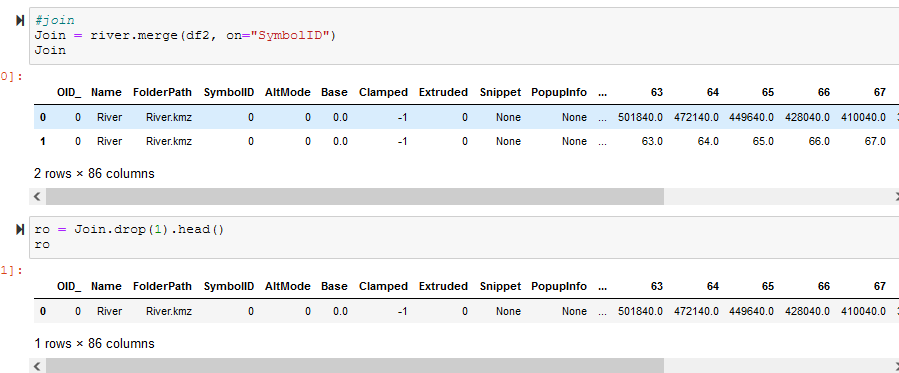 #join
Join = river.merge(df2, on="SymbolID")
Join
0]:
OID_ Name FolderPath SymbolID AltMode Base Clamped Extruded Snippet PopupInfo ... 63 64 65 66 67
0 0 River River.kmz 0 0 0.0 -1 0 None None ... 501840.0 472140.0 449640.0 428040.0 410040.0
1 0 River River.kmz 0 0 0.0 -1 0 None None ... 63.0 64.0 65.0 66.0 67.0
2 rows × 86 columns
ro = Join.drop(1).head()
ro
1]:
OID_ Name FolderPath SymbolID AltMode Base Clamped Extruded Snippet PopupInfo ... 63 64 65 66 67
0 0 River River.kmz 0 0 0.0 -1 0 None None ... 501840.0 472140.0 449640.0 428040.0 410040.0
1 rows × 86 columns